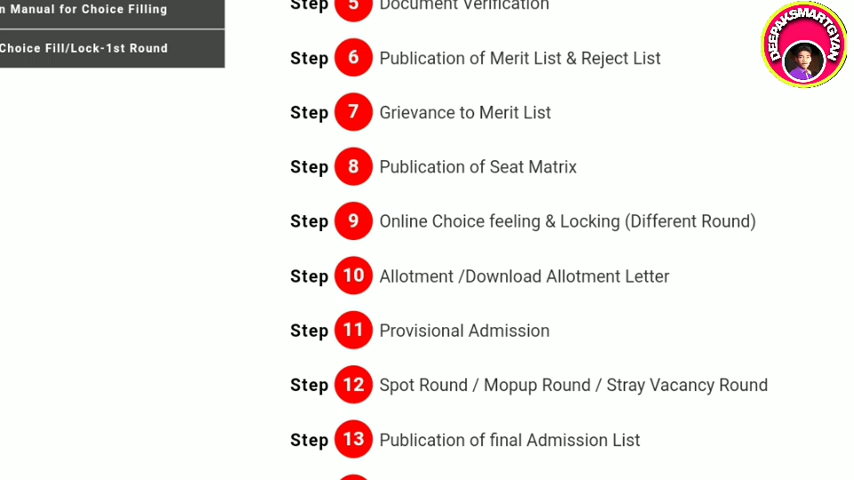 n Manual for Choice Filling
Choice Fill/Lock-1st Round
Step 5 Document Verification
Step 6 Publication of Merit List & Reject List
Step 7 Grievance to Merit List
Step 8 Publication of Seat Matrix
Step 9 Online Choice feeling & Locking (Different Round)
Step 10 Allotment /Download Allotment Letter
Step 11 Provisional Admission
Step 12 Spot Round / Mopup Round / Stray Vacancy Round
Step 13 Publication of final Admission List
DEEPAKSMARTGYAN